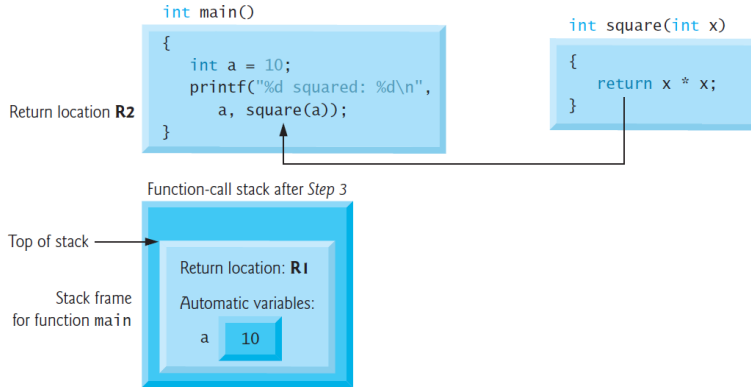 int main()
{
int a = 10;
printf("%d squared: %d\n",
a, square(a));
}
Return location R2
int square(int x)
{
return x * x;
}
Function-call stack after Step 3
Top of stack
Return location: R1
Automatic variables:
a 10
Stack frame
for function main